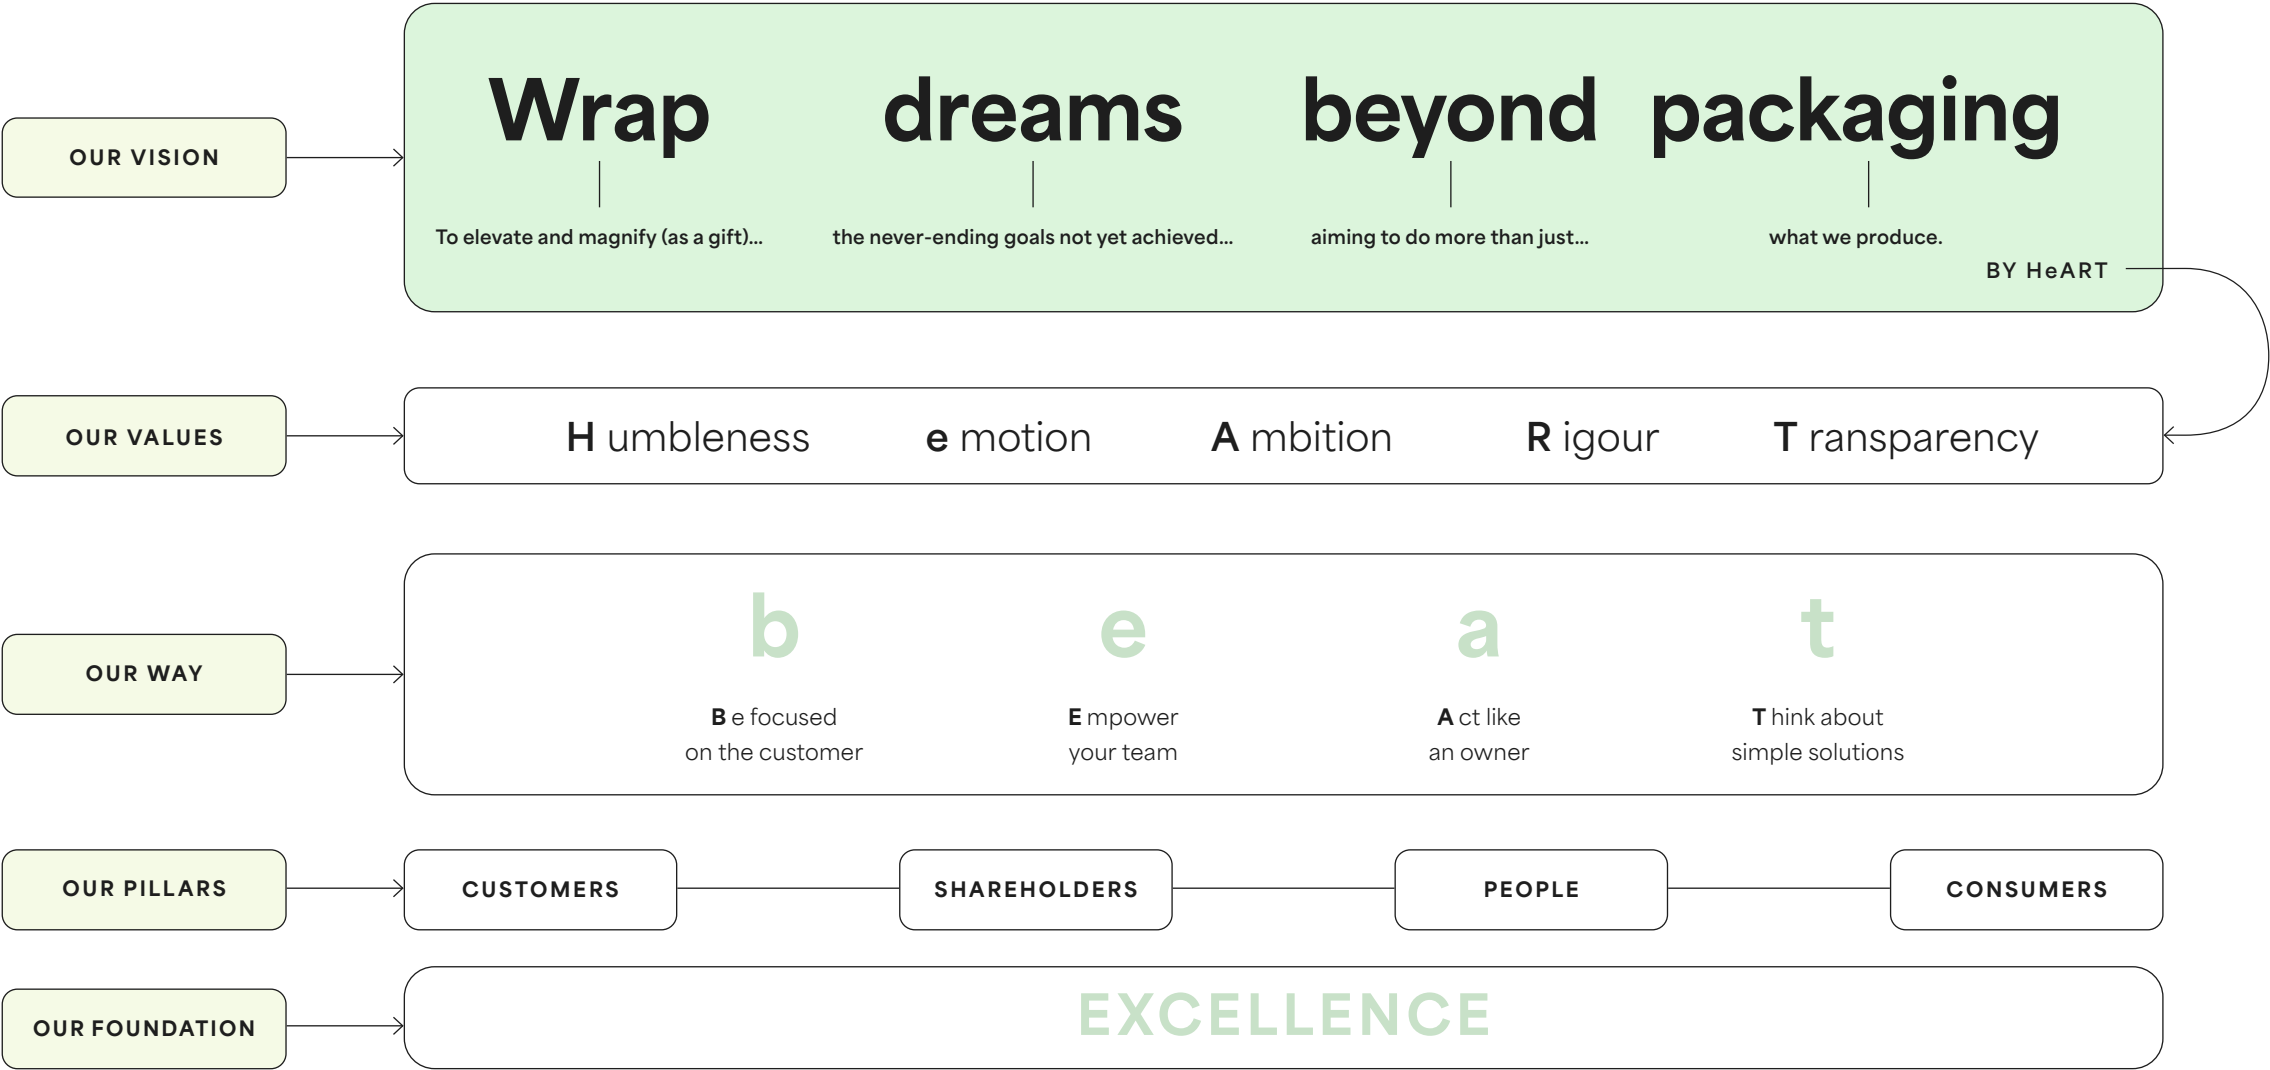 OUR VISION
Wrap dreams beyond packaging
To elevate and magnify (as a gift)... the never-ending goals not yet achieved... aiming to do more than just... what we produce.
BY HeART
OUR VALUES
H umbleness e motion A mbition R igour T ransparency
OUR WAY
b e a t
B e focused
on the customer
E mpower
your team
A ct like
an owner
T hink about
simple solutions
OUR PILLARS
CUSTOMERS SHAREHOLDERS PEOPLE CONSUMERS
OUR FOUNDATION
EXCELLENCE